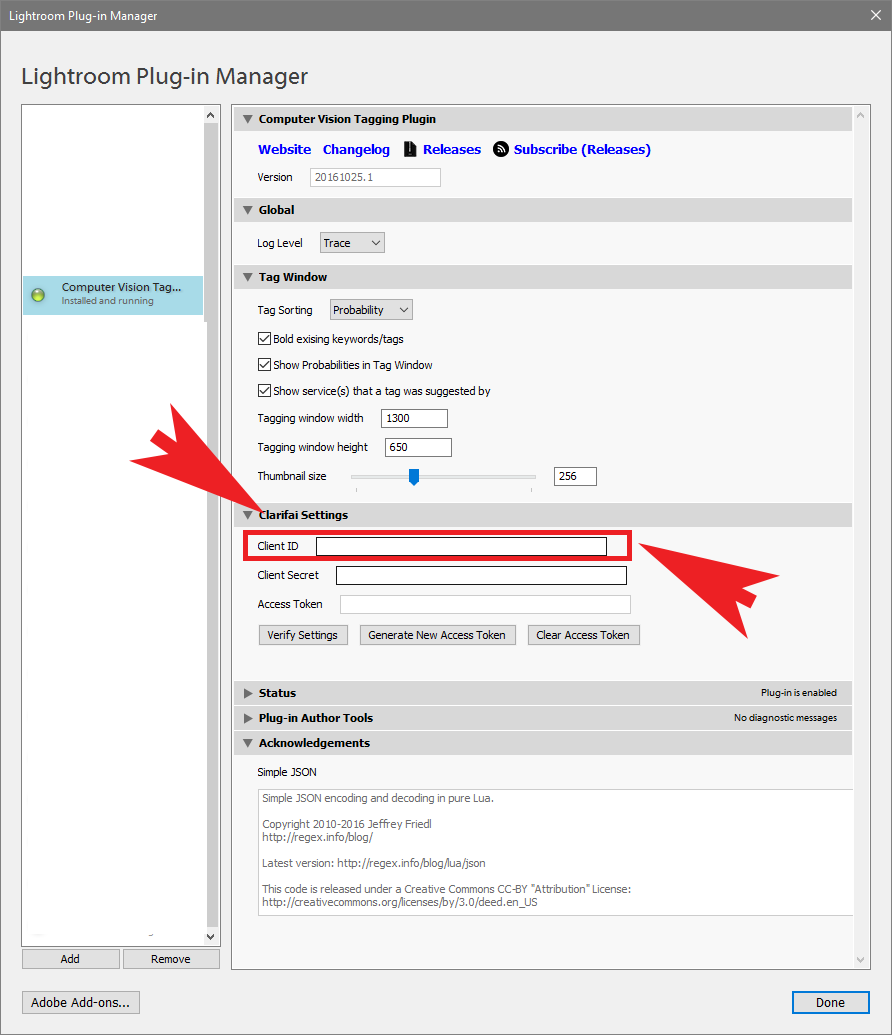 Lightroom Plug-in Manager
Lightroom Plug-in Manager
Computer Vision Tag...
Installed and running
Add
Remove
Computer Vision Tagging Plugin
Website Changelog Releases Subscribe (Releases)
Version 20161025.1
Global
Log Level Trace
Tag Window
Tag Sorting Probability
Bold exising keywords/tags
Show Probabilities in Tag Window
Show service(s) that a tag was suggested by
Tagging window width 1300
Tagging window height 650
Thumbnail size 256
Clarifai Settings
Client ID
Client Secret
Access Token
Verify Settings Generate New Access Token Clear Access Token
Status Plug-in is enabled
Plug-in Author Tools No diagnostic messages
Acknowledgements
Simple JSON
Simple JSON encoding and decoding in pure Lua.
Copyright 2010-2016 Jeffrey Friedl
http://regex.info/blog/
Latest version: http://regex.info/blog/lua/json
This code is released under a Creative Commons CC-BY "Attribution" License:
http://creativecommons.org/licenses/by/3.0/deed.en_US
Adobe Add-ons...
Done